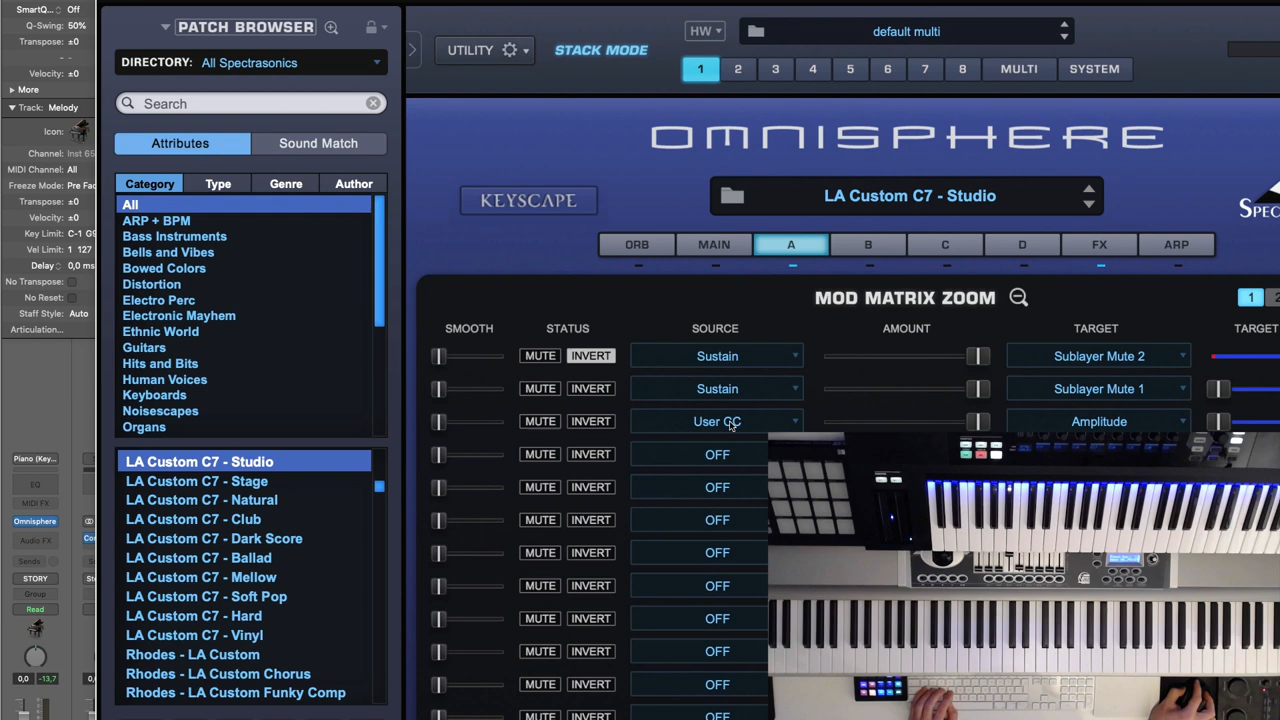 SmartQ... Off
Q-Swing: 50%
Transpose: ±0
- -
Velocity: ±0
More
Track: Melody
Icon:
Channel: Inst 65
MIDI Channel: All
Freeze Mode: Pre Fad
Transpose: ±0
Velocity: ±0
Key Limit: C-1 G9
Vel Limit: 1 127
Delay 0,0 ms
No Transpose:
No Reset:
Staff Style: Auto
Articulation...
Piano (Key...
EQ
MIDI FX
Omnisphere
Audio FX
Sends
STORY
Group
Read
0,0 -13,7
PATCH BROWSER
DIRECTORY: All Spectrasonics
Search
Attributes Sound Match
Category Type Genre Author
All
ARP + BPM
Bass Instruments
Bells and Vibes
Bowed Colors
Distortion
Electro Perc
Electronic Mayhem
Ethnic World
Guitars
Hits and Bits
Human Voices
Keyboards
Noisescapes
Organs
LA Custom C7 - Studio
LA Custom C7 - Stage
LA Custom C7 - Natural
LA Custom C7 - Club
LA Custom C7 - Dark Score
LA Custom C7 - Ballad
LA Custom C7 - Mellow
LA Custom C7 - Soft Pop
LA Custom C7 - Hard
LA Custom C7 - Vinyl
Rhodes - LA Custom
Rhodes - LA Custom Chorus
Rhodes - LA Custom Funky Comp
UTILITY STACK MODE HW default multi
1 2 3 4 5 6 7 8 MULTI SYSTEM
OMNISPHERE
KEYSCAPE LA Custom C7 - Studio
SPEC
ORB MAIN A B C D FX ARP
MOD MATRIX ZOOM 1 2
SMOOTH STATUS SOURCE AMOUNT TARGET TARGET
MUTE INVERT Sustain Sublayer Mute 2
MUTE INVERT Sustain Sublayer Mute 1
MUTE INVERT User CC Amplitude
MUTE INVERT OFF
MUTE INVERT OFF
MUTE INVERT OFF
MUTE INVERT OFF
MUTE INVERT OFF
MUTE INVERT OFF
MUTE INVERT OFF
MUTE INVERT OFF
MUTE INVERT OFF